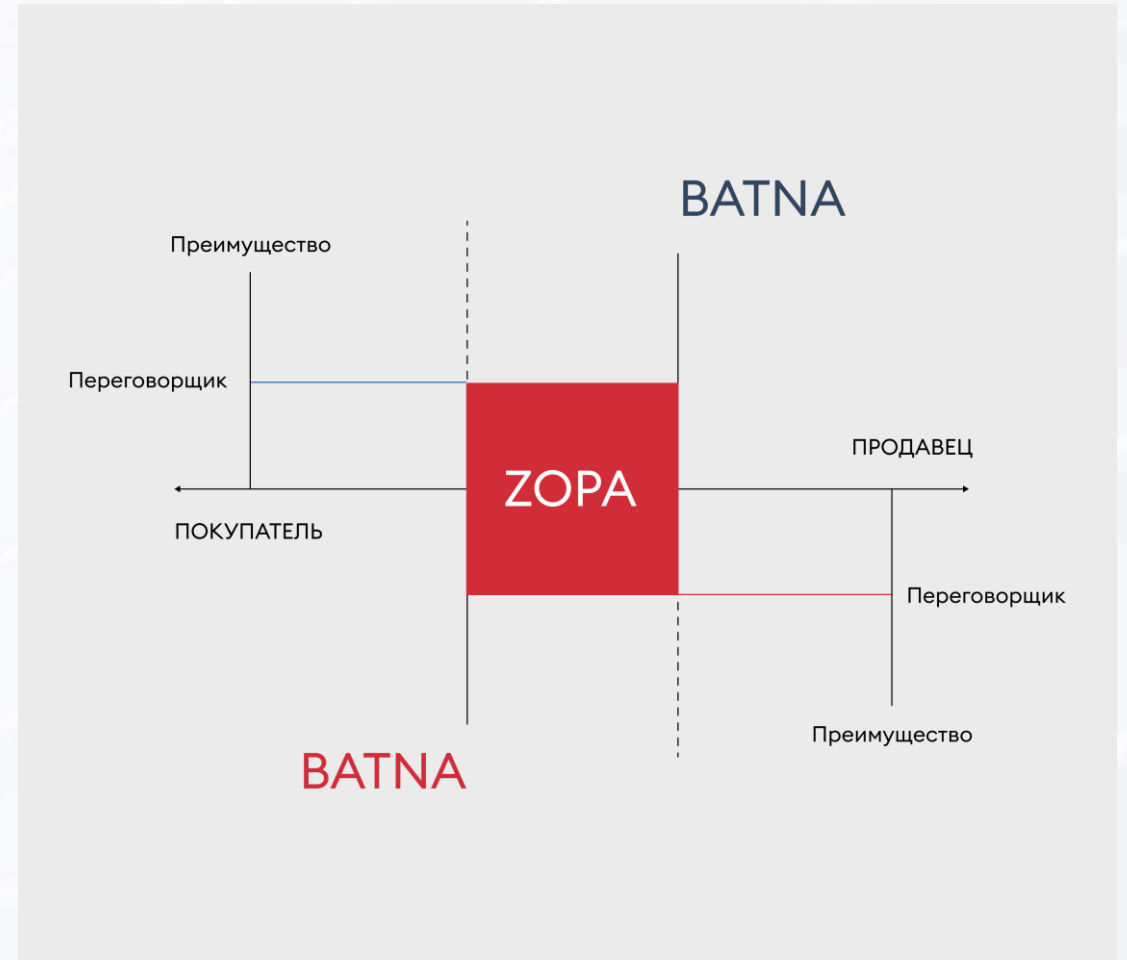 BATNA
Преимущество
Переговорщик
ПРОДАВЕЦ
ZOPA
ПОКУПАТЕЛЬ
Переговорщик
Преимущество
BATNA